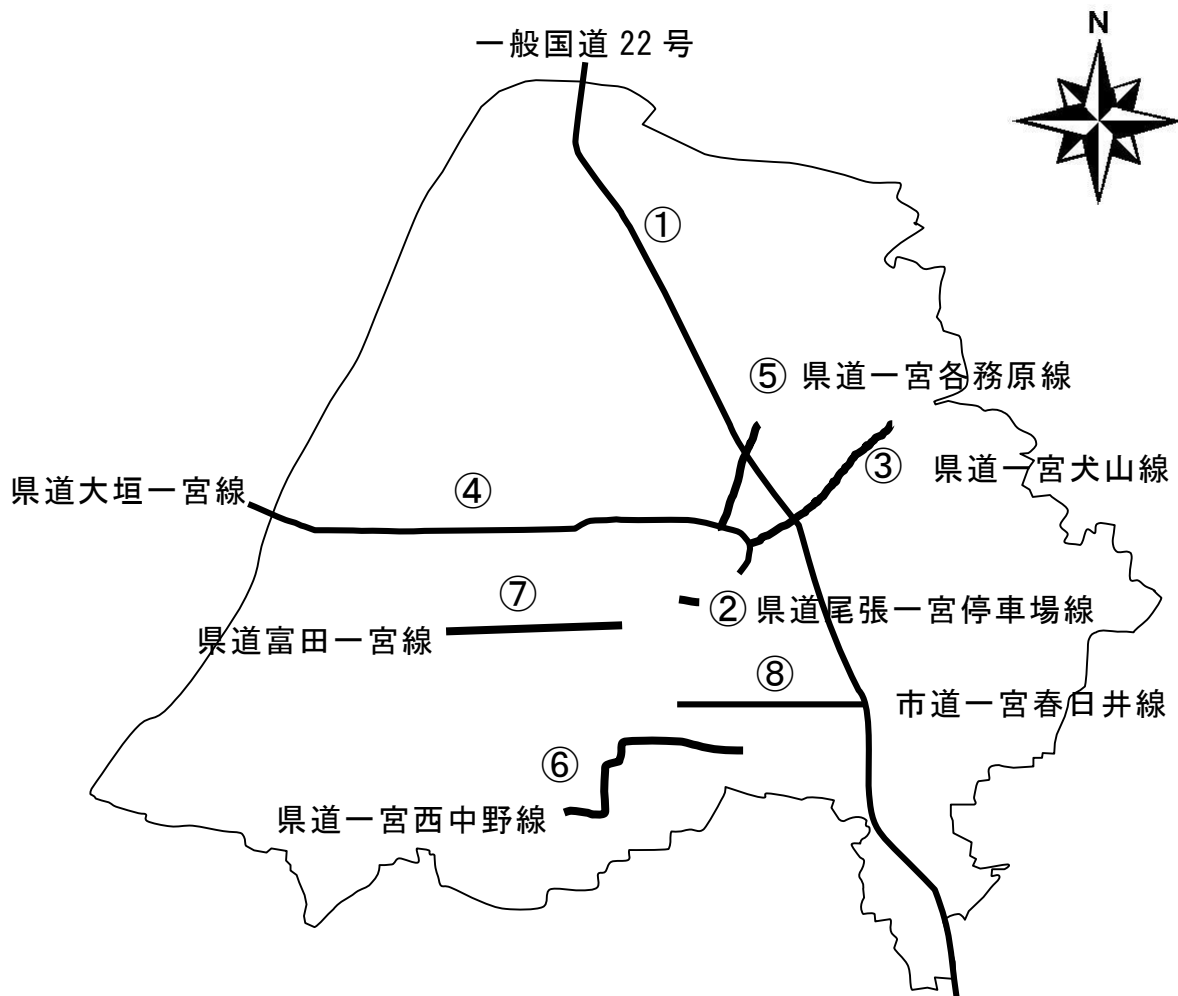 一般国道 22 号
N
①
⑤ 県道一宮各務原線
③ 県道一宮犬山線
県道大垣一宮線
④
⑦
② 県道尾張一宮停車場線
県道富田一宮線
⑧
市道一宮春日井線
⑥
県道一宮西中野線